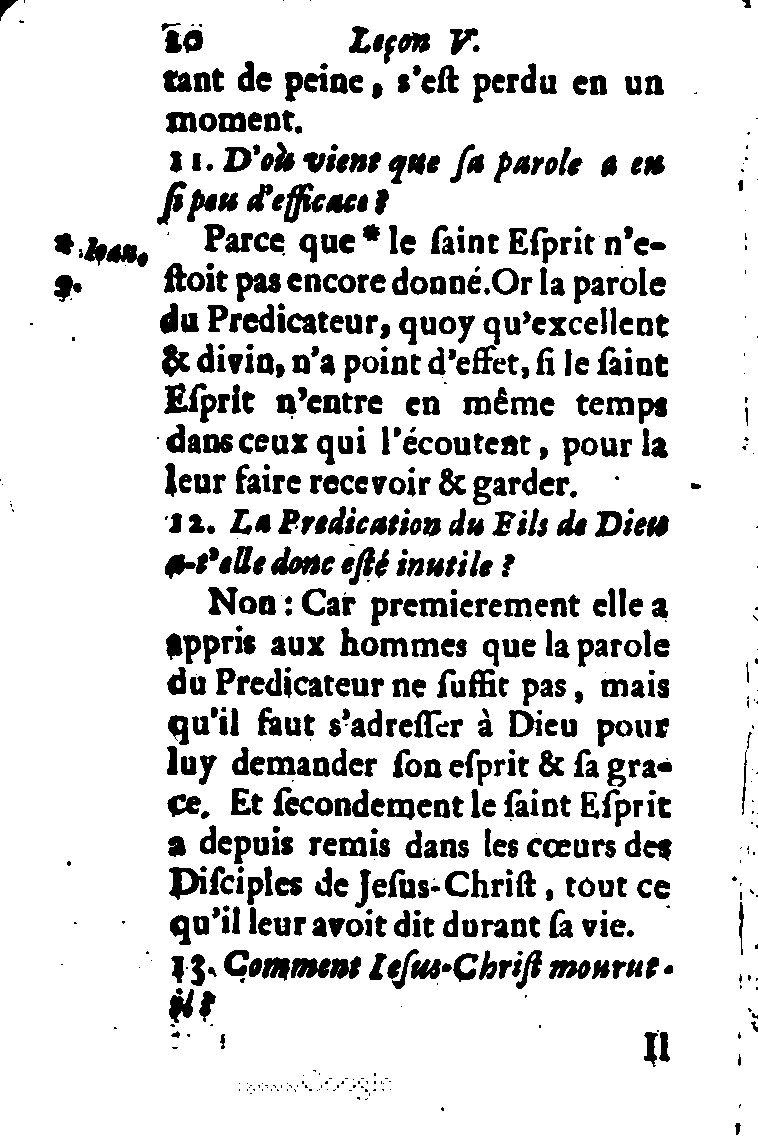 20 Leçon V.
tant de peine, s'eſt perdu en un
moment.
11. D'où vient que ſa parole a eu
ſi peu d'efficace?
Parce que * le ſaint Eſprit n'e-
* Ioan.
ſtoit pas encore donné. Or la parole
9.
du Predicateur, quoy qu'excellent
& divin, n'a point d'effet, ſi le ſaint
Eſprit n'entre en même temps
dans ceux qui l'écoutent, pour la
leur faire recevoir & garder.
12. La Predication du Fils de Dieu
a-t'elle donc eſté inutile?
Non: Car premierement elle a
appris aux hommes que la parole
du Predicateur ne ſuffit pas, mais
qu'il faut s'adreſſer à Dieu pour
luy demander ſon eſprit & ſa gra-
ce. Et ſecondement le ſaint Eſprit
a depuis remis dans les cœurs des
Diſciples de Jeſus-Chriſt, tout ce
qu'il leur avoit dit durant ſa vie.
13. Comment Ieſus-Chriſt mourut-
il?
Il
Google